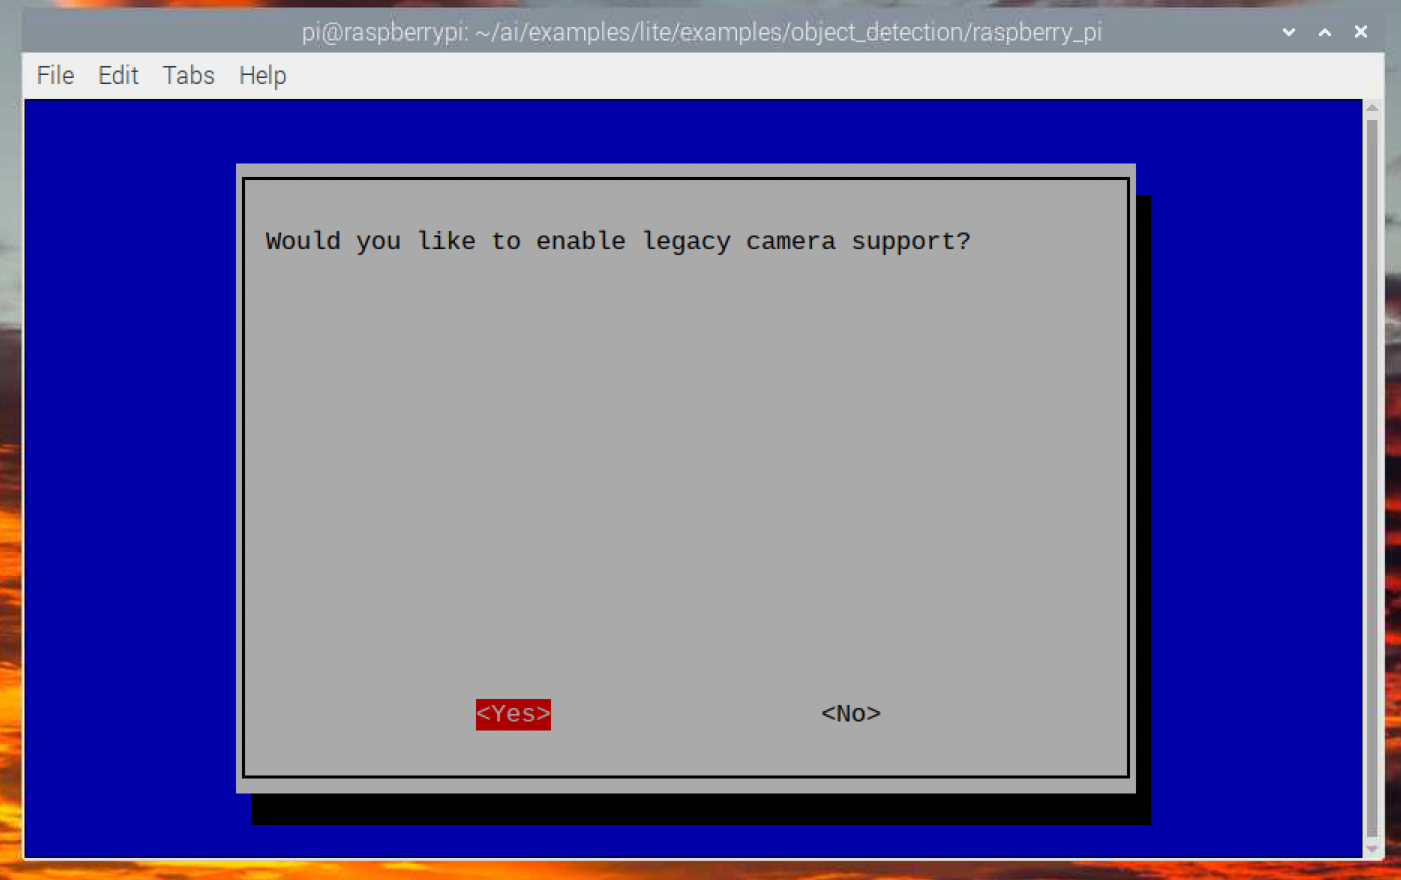 pi@raspberrypi: ~/ai/examples/lite/examples/object_detection/raspberry_pi
File Edit Tabs Help
Would you like to enable legacy camera support?
<Yes> <No>